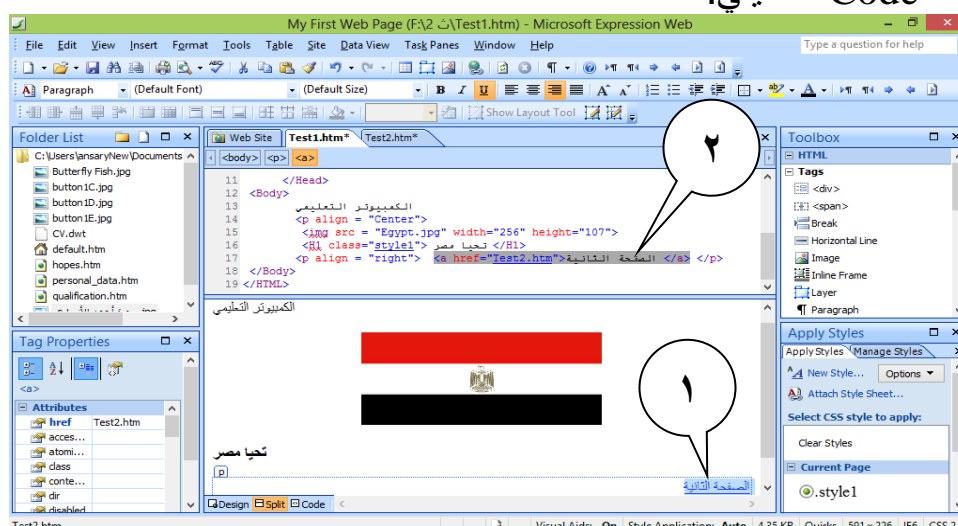 Code
My First Web Page (F:\2 ث\Test1.htm) - Microsoft Expression Web
File Edit View Insert Format Tools Table Site Data View Task Panes Window Help
Type a question for help
Paragraph (Default Font) (Default Size) B I U A A A
Show Layout Tool
Folder List
C:\Users\ansaryNew\Documents
Butterfly Fish.jpg
button1C.jpg
button1D.jpg
button1E.jpg
CV.dwt
default.htm
hopes.htm
personal_data.htm
qualification.htm
Tag Properties
<a>
Attributes
href Test2.htm
acces...
atomi...
class
conte...
dir
disabled
Web Site Test1.htm* Test2.htm*
<body> <p> <a>
11 </Head>
12 <Body>
13 الكمبيوتر التعليمي
14 <p align = "Center">
15 <img src = "Egypt.jpg" width="256" height="107">
16 <H1 class="style1"> تحيا مصر </H1>
17 <p align = "right"> <a href="Test2.htm">الصفحة الثانية </a> </p>
18 </Body>
19 </HTML>
٢
الكمبيوتر التعليمي
تحيا مصر
p
الصفحة الثانية
١
Design Split Code
Toolbox
HTML
Tags
<div>
<span>
Break
Horizontal Line
Image
Inline Frame
Layer
Paragraph
Apply Styles
Apply Styles Manage Styles
New Style... Options
Attach Style Sheet...
Select CSS style to apply:
Clear Styles
Current Page
.style1
Test2.htm Visual Aids: On Style Application: Auto 4.35 KB Quirks 591 x 226 IE6 CSS 2